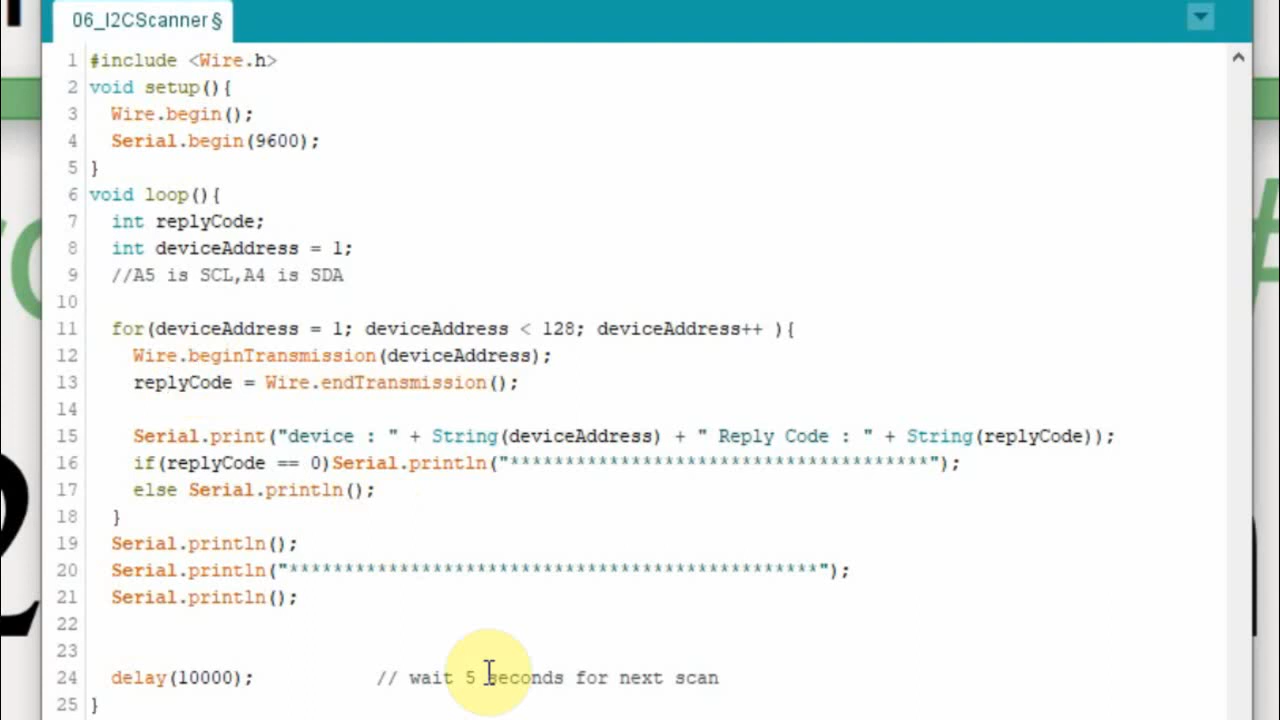 06_I2CScanner §
1 #include <Wire.h>
2 void setup(){
3   Wire.begin();
4   Serial.begin(9600);
5 }
6 void loop(){
7   int replyCode;
8   int deviceAddress = 1;
9   //A5 is SCL,A4 is SDA
10
11   for(deviceAddress = 1; deviceAddress < 128; deviceAddress++ ){
12     Wire.beginTransmission(deviceAddress);
13     replyCode = Wire.endTransmission();
14
15     Serial.print("device : " + String(deviceAddress) + " Reply Code : " + String(replyCode));
16     if(replyCode == 0)Serial.println("**************************************");
17     else Serial.println();
18   }
19   Serial.println();
20   Serial.println("************************************************");
21   Serial.println();
22
23
24   delay(10000);           // wait 5 seconds for next scan
25 }